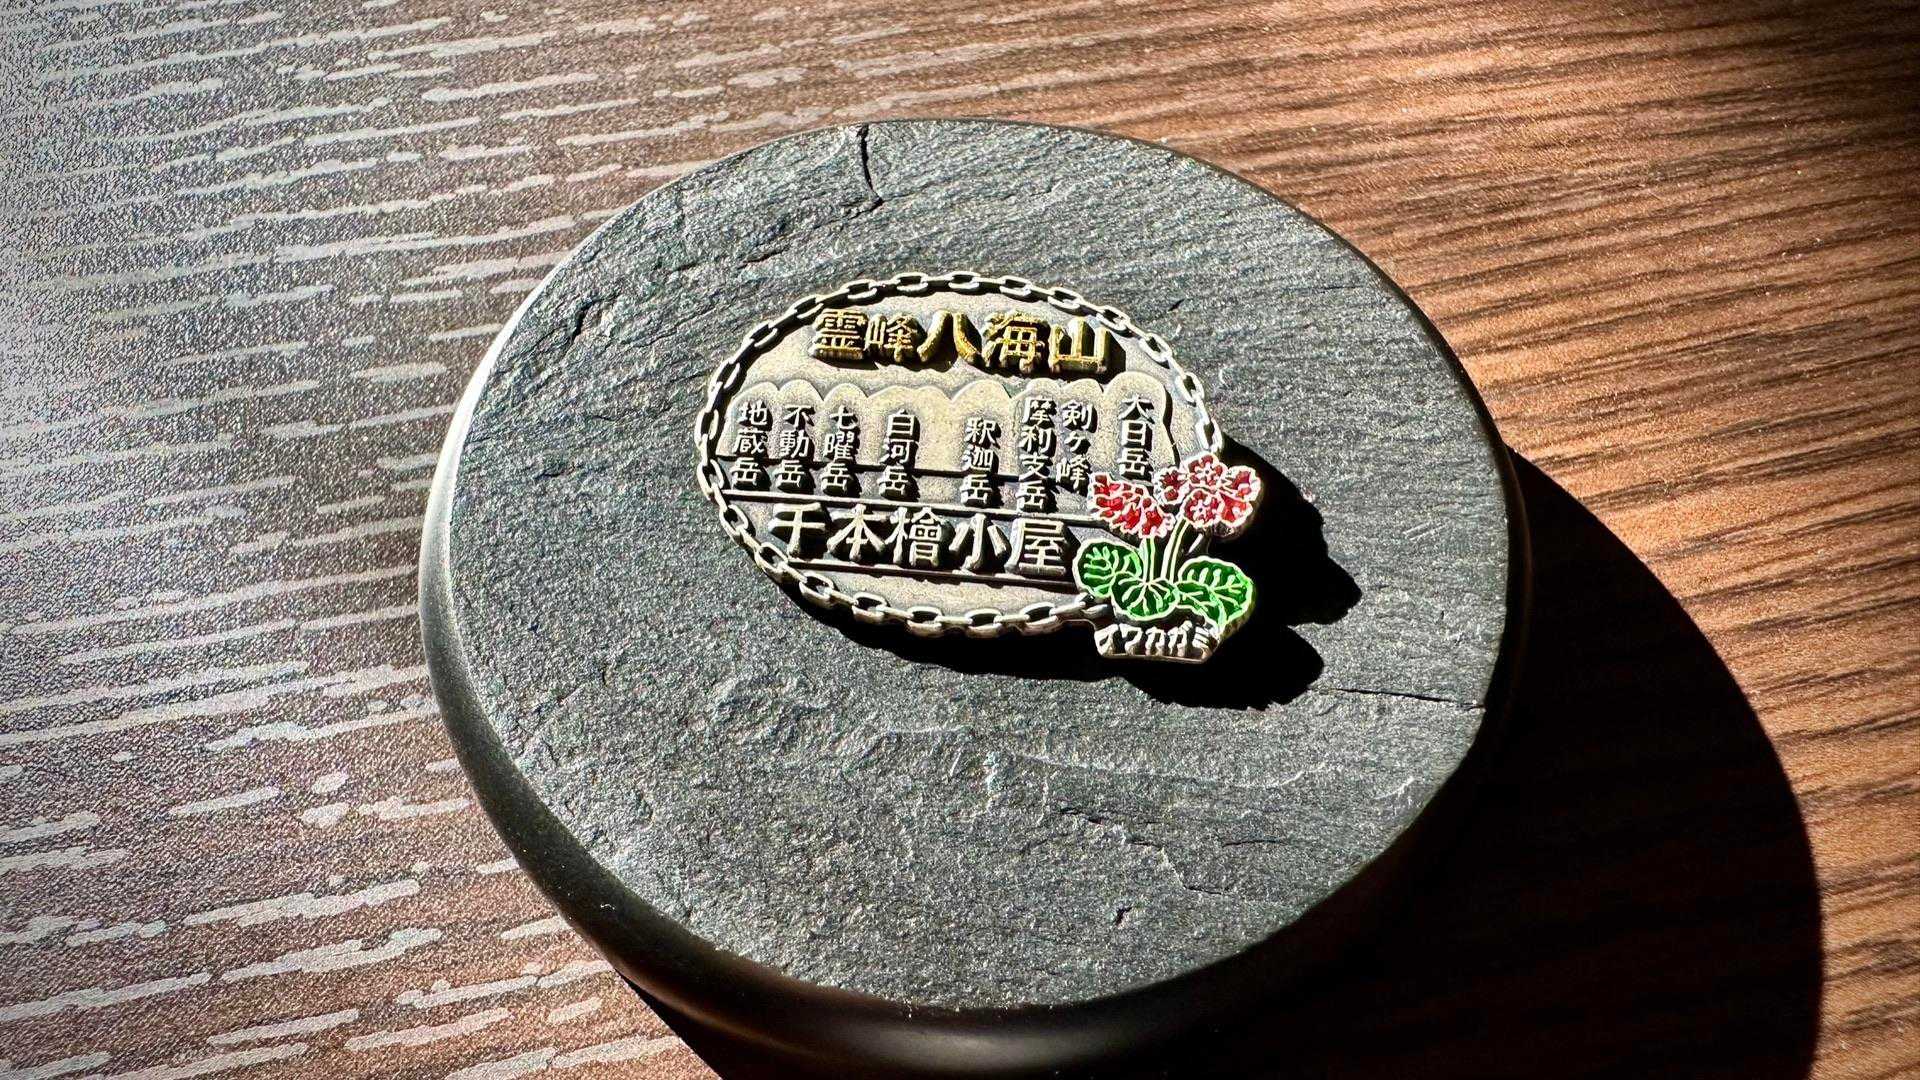 霊峰八海山
地蔵岳
不動岳
七曜岳
白河岳
釈迦岳
摩利支岳
剣ヶ峰
大日岳
千本檜小屋
イワカガミ